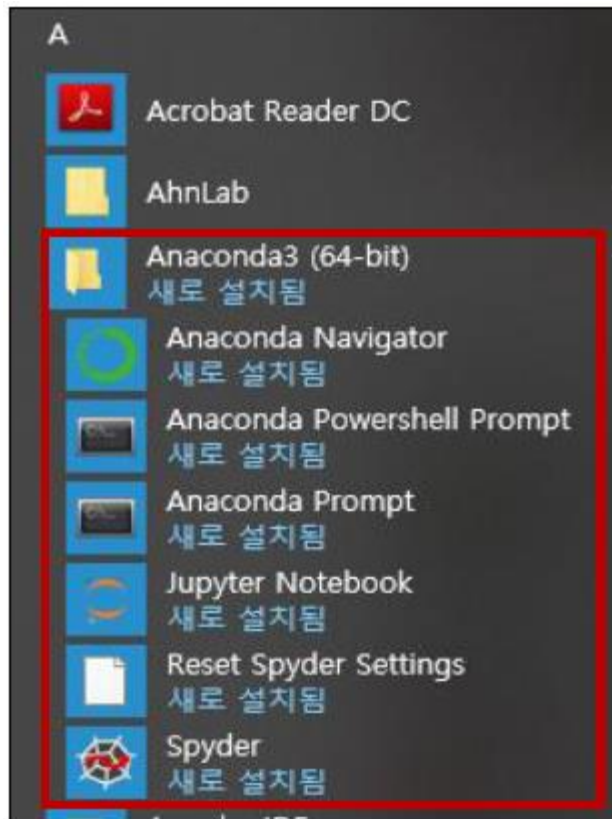 A
Acrobat Reader DC
AhnLab
Anaconda3 (64-bit)
새로 설치됨
Anaconda Navigator
새로 설치됨
Anaconda Powershell Prompt
새로 설치됨
Anaconda Prompt
새로 설치됨
Jupyter Notebook
새로 설치됨
Reset Spyder Settings
새로 설치됨
Spyder
새로 설치됨